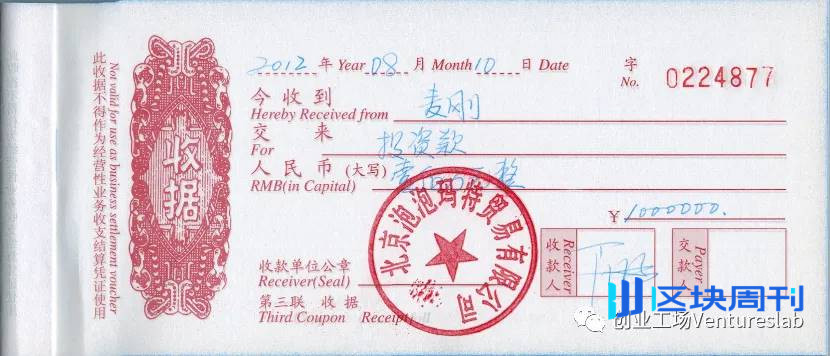 此收据不得作为经营性业务收支结算凭证使用
Not valid for use as business settlement voucher
收据
2012 年 Year 08 月 Month 10 日 Date
字
No. 0224877
今收到 麦刚
Hereby Received from
交来 投资款
For
人民币(大写) 整
RMB(in Capital)
¥ 1000000.
北京泡泡玛特贸易有限公司
收款单位公章
Receiver(Seal)
收款人
Receiver
交款人
Payer
第三联 收据
Third Coupon Receipt
区块周刊
创业工场Ventureslab